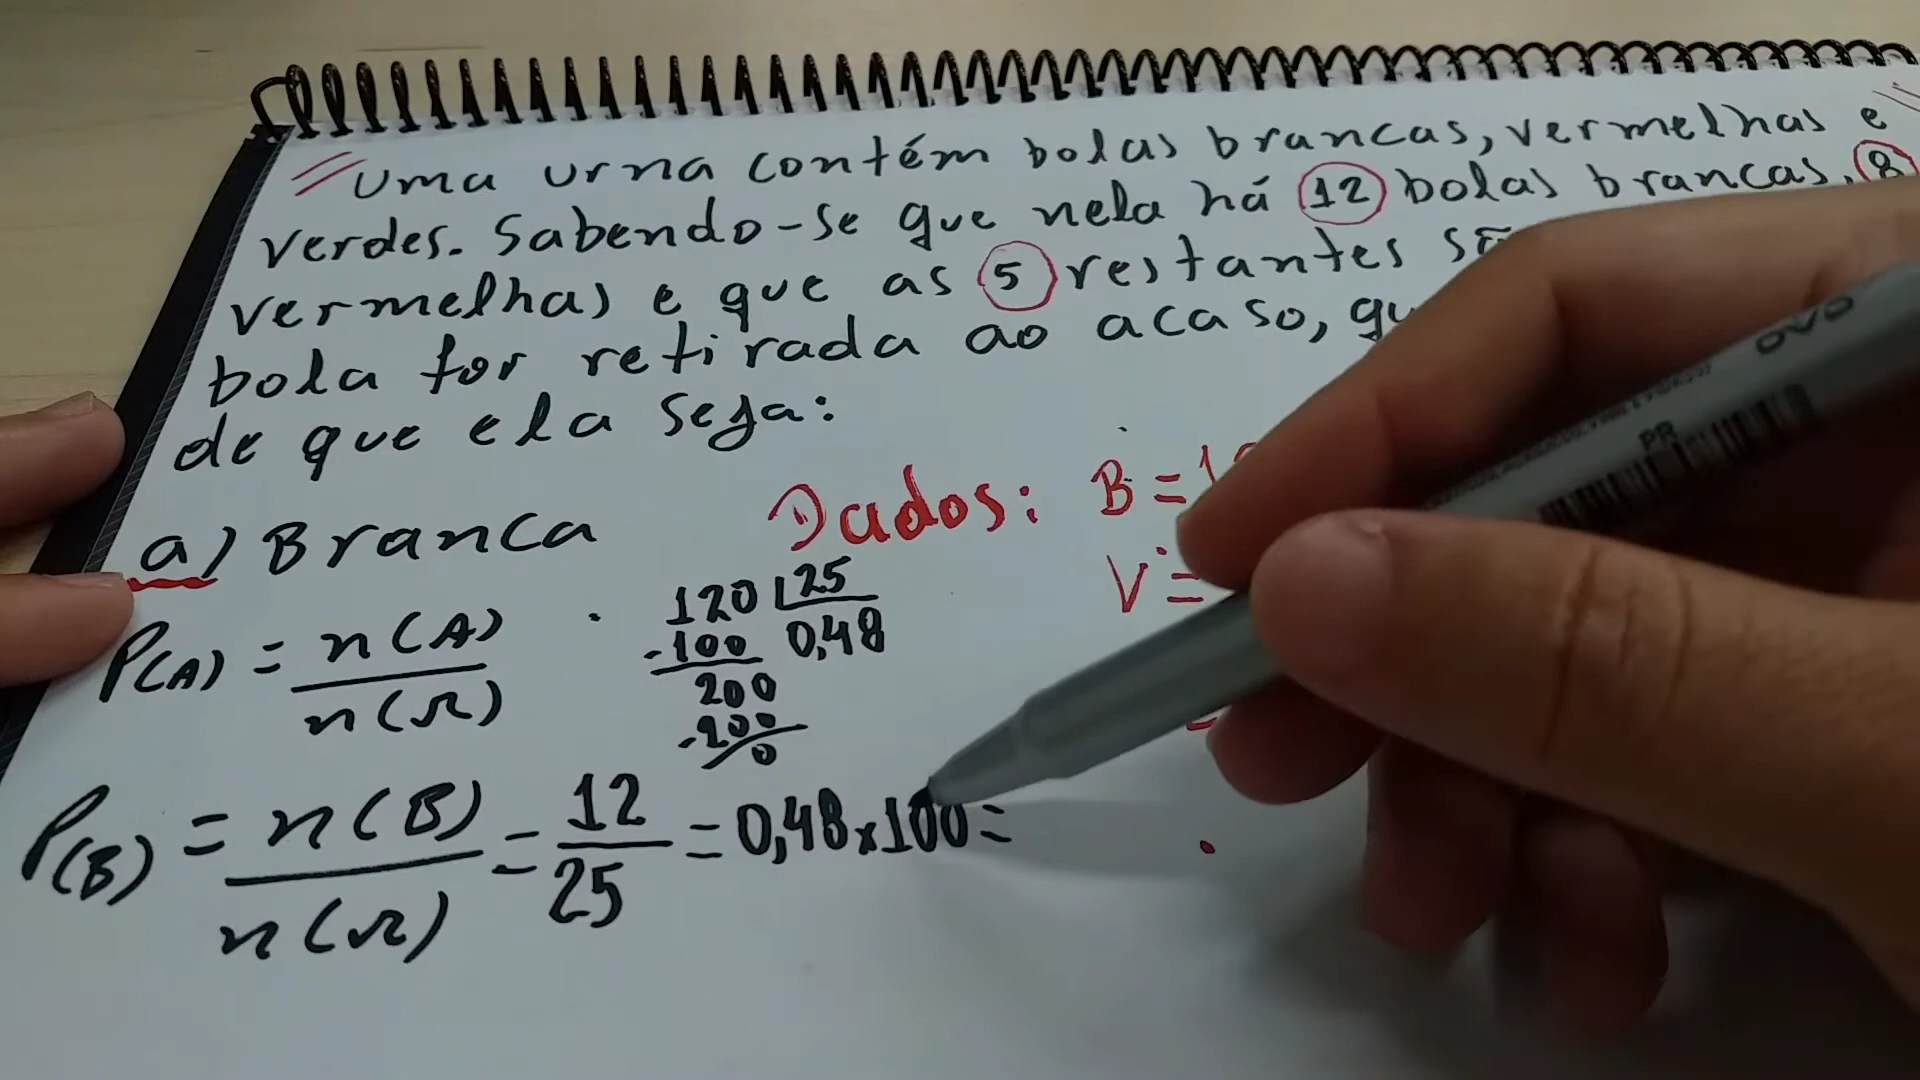 Uma urna contém bolas brancas, vermelhas e
verdes. Sabendo-se que nela há 12 bolas brancas, 8
vermelhas e que as 5 restantes
bola for retirada ao acaso,
de que ela seja:
a) Branca
Dados: B =
V =
120 25
-100 0,48
200
-200
0
P(A) = n(A)
n(Ω)
P(B) = n(B) = 12 = 0,48 x 100 =
n(Ω) 25
OVO
PR